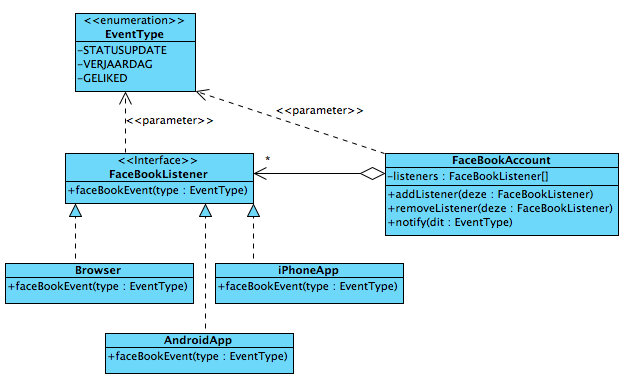 <<enumeration>>
EventType
-STATUSUPDATE
-VERJAARDAG
-GELIKED
<<parameter>>
<<parameter>>
<<Interface>>
FaceBookListener
+faceBookEvent(type : EventType)
*
FaceBookAccount
-listeners : FaceBookListener[]
+addListener(deze : FaceBookListener)
+removeListener(deze : FaceBookListener)
+notify(dit : EventType)
Browser
+faceBookEvent(type : EventType)
iPhoneApp
+faceBookEvent(type : EventType)
AndroidApp
+faceBookEvent(type : EventType)